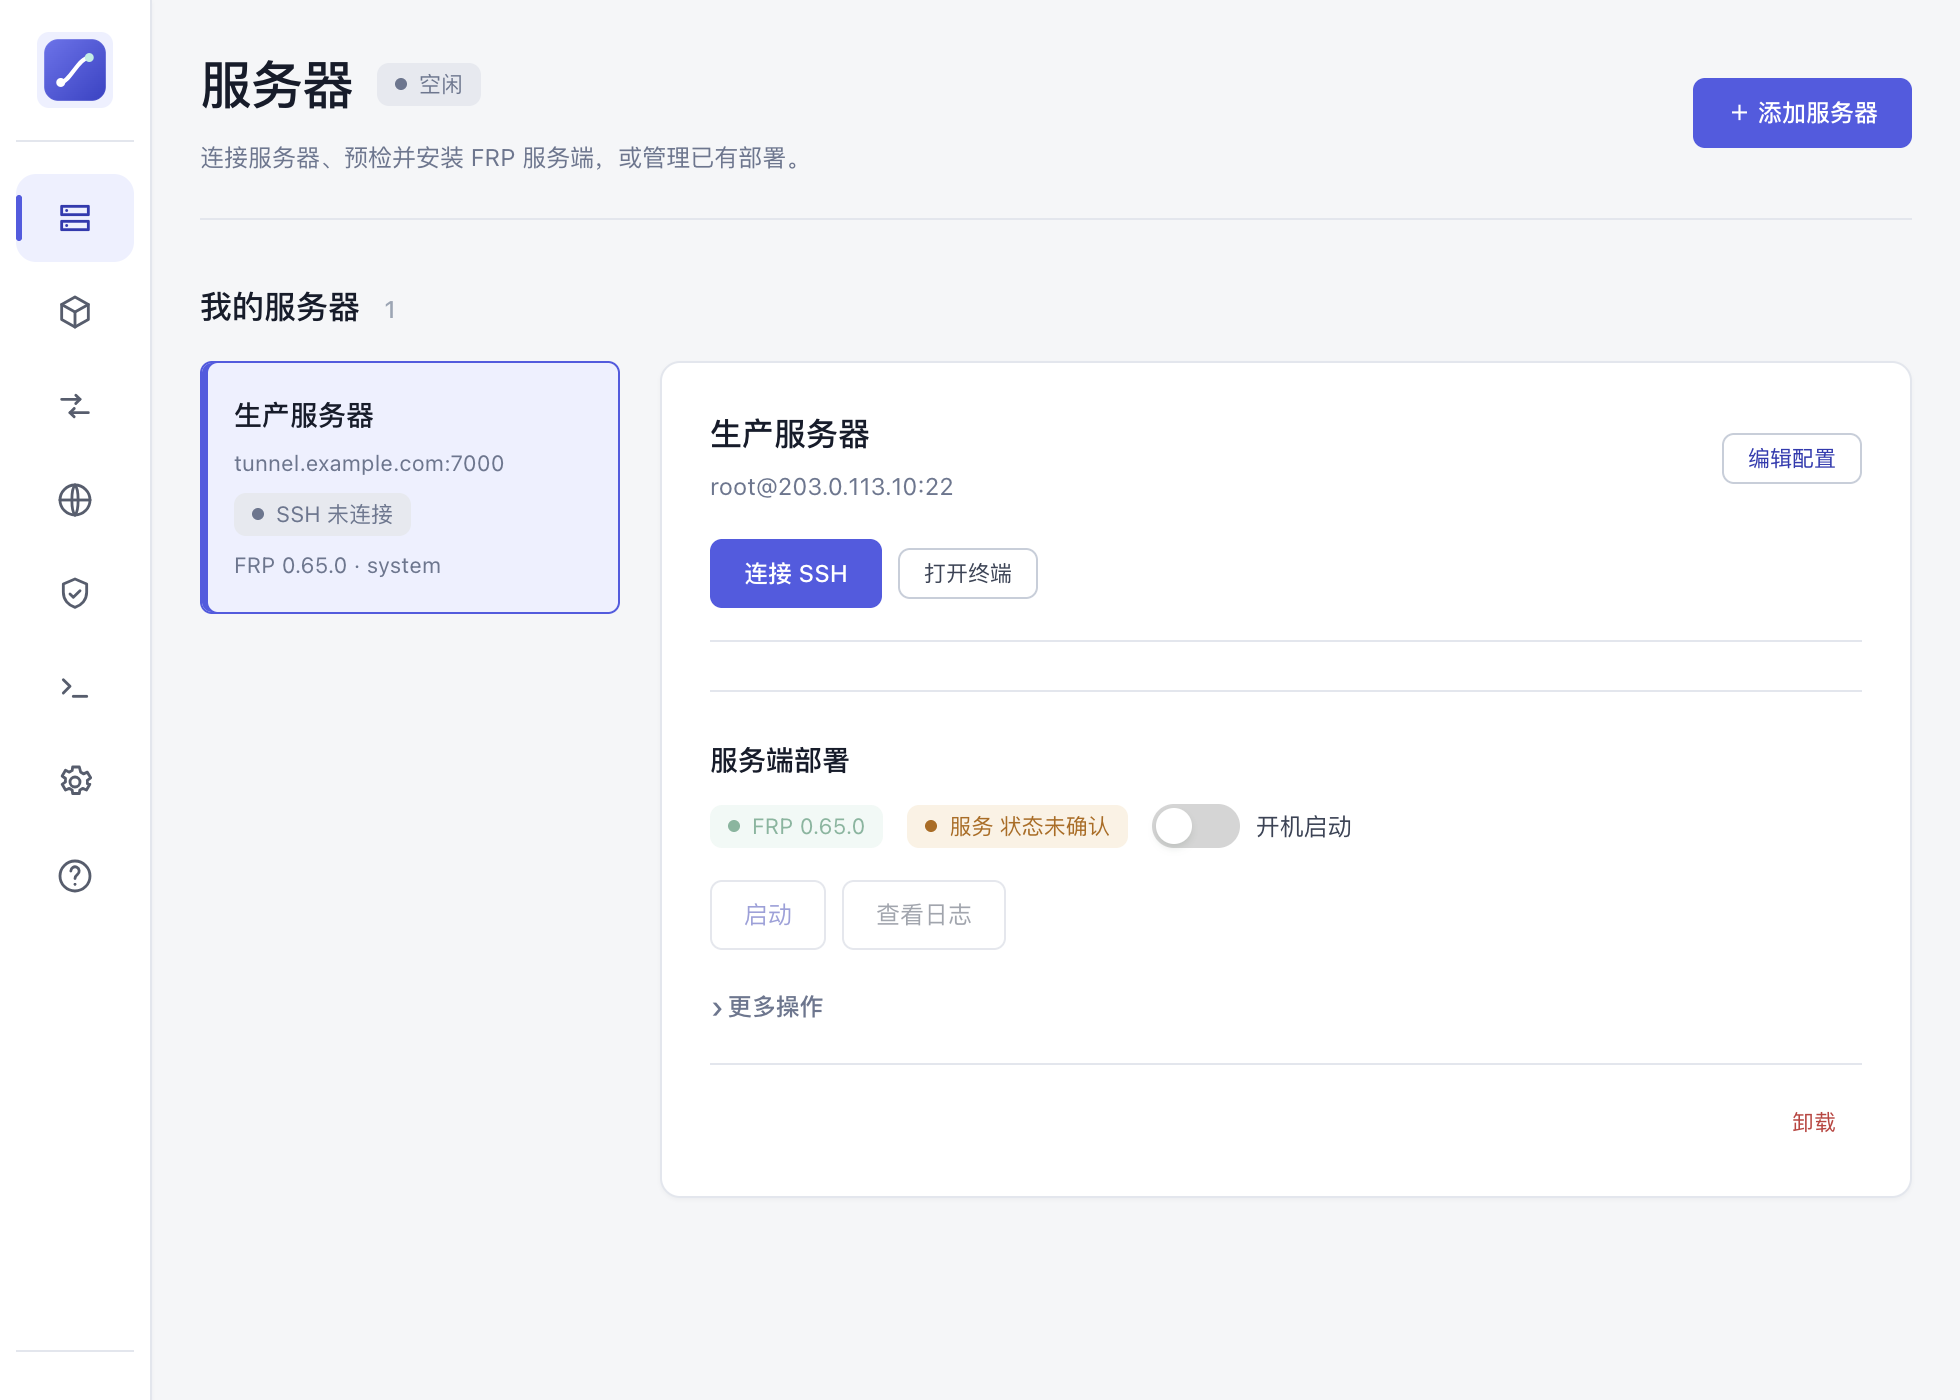 服务器
空闲
连接服务器、预检并安装 FRP 服务端，或管理已有部署。
+ 添加服务器
我的服务器 1
生产服务器
tunnel.example.com:7000
SSH 未连接
FRP 0.65.0 · system
生产服务器
root@203.0.113.10:22
编辑配置
连接 SSH
打开终端
服务端部署
FRP 0.65.0
服务 状态未确认
开机启动
启动
查看日志
更多操作
卸载